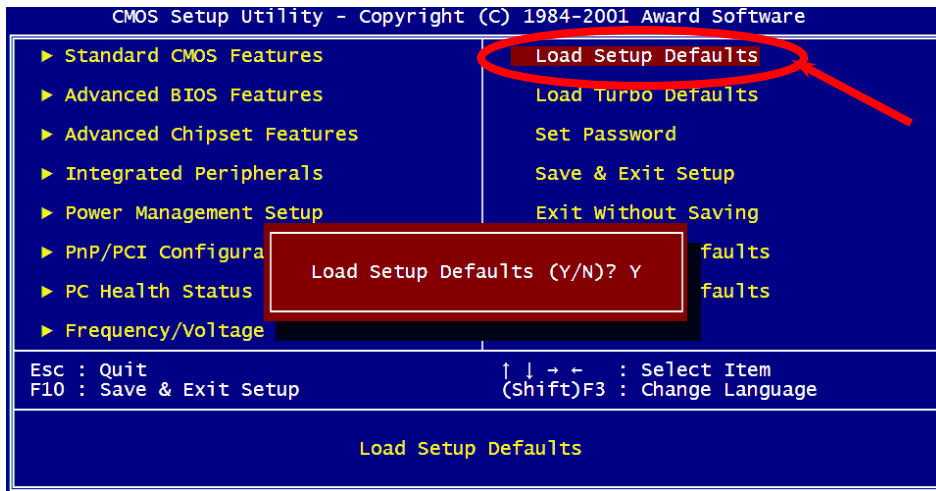 CMOS Setup Utility - Copyright (C) 1984-2001 Award Software
► Standard CMOS Features
► Advanced BIOS Features
► Advanced Chipset Features
► Integrated Peripherals
► Power Management Setup
► PnP/PCI Configura
► PC Health Status
► Frequency/Voltage
Load Setup Defaults
Load Turbo Defaults
Set Password
Save & Exit Setup
Exit Without Saving
faults
faults
Load Setup Defaults (Y/N)? Y
Esc : Quit
F10 : Save & Exit Setup
↑ ↓ → ← : Select Item
(Shift)F3 : Change Language
Load Setup Defaults